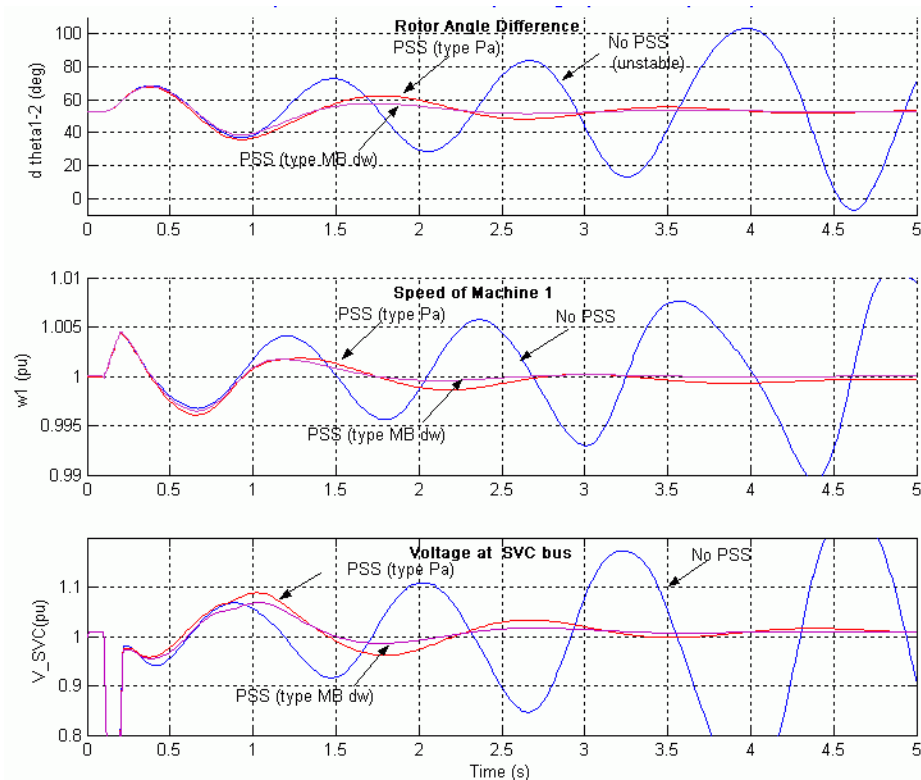 Rotor Angle Difference
PSS (type Pa)
No PSS
(unstable)
PSS (type MB dw)
d theta1-2 (deg)
100
80
60
40
20
0
0 0.5 1 1.5 2 2.5 3 3.5 4 4.5 5
Speed of Machine 1
PSS (type Pa)
No PSS
PSS (type MB dw)
w1 (pu)
1.01
1.005
1
0.995
0.99
0 0.5 1 1.5 2 2.5 3 3.5 4 4.5 5
Voltage at SVC bus
PSS (type Pa)
No PSS
PSS (type MB dw)
V_SVC(pu)
1.1
1
0.9
0.8
0 0.5 1 1.5 2 2.5 3 3.5 4 4.5 5
Time (s)